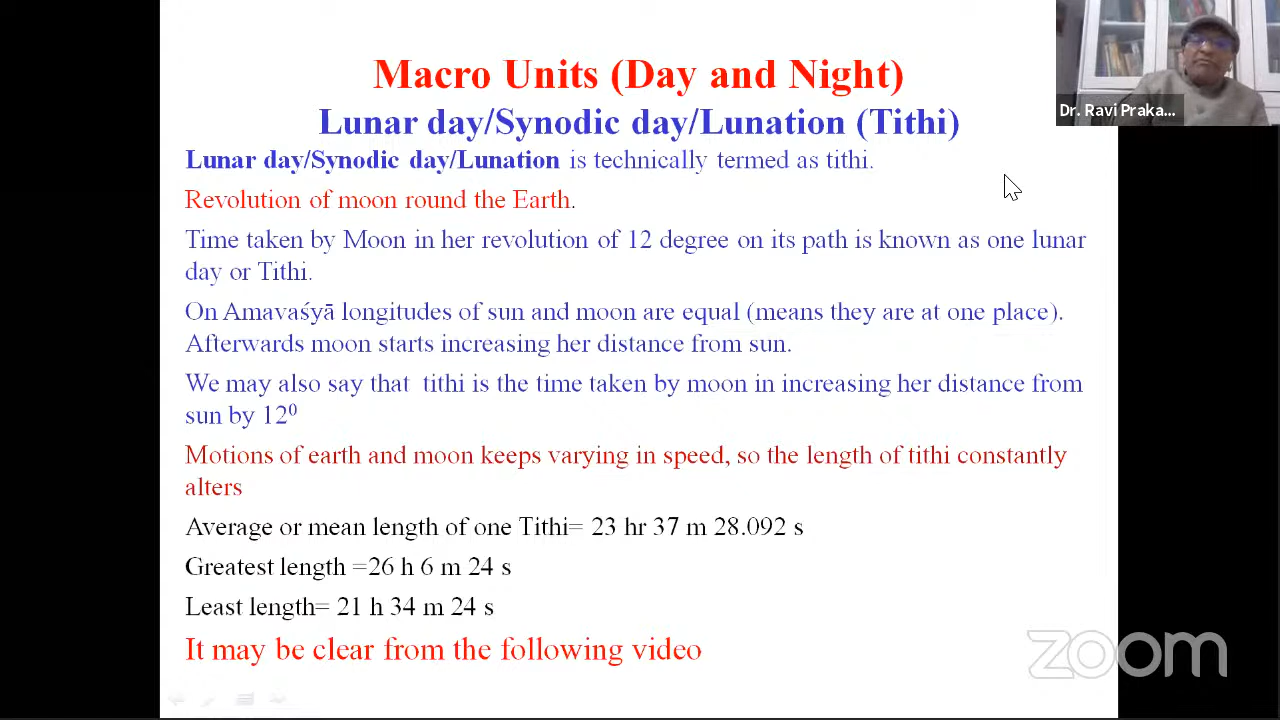 Macro Units (Day and Night)
Lunar day/Synodic day/Lunation (Tithi)
Lunar day/Synodic day/Lunation is technically termed as tithi.
Revolution of moon round the Earth.
Time taken by Moon in her revolution of 12 degree on its path is known as one lunar
day or Tithi.
On Amavaśyā longitudes of sun and moon are equal (means they are at one place).
Afterwards moon starts increasing her distance from sun.
We may also say that tithi is the time taken by moon in increasing her distance from
sun by 12⁰
Motions of earth and moon keeps varying in speed, so the length of tithi constantly
alters
Average or mean length of one Tithi= 23 hr 37 m 28.092 s
Greatest length =26 h 6 m 24 s
Least length= 21 h 34 m 24 s
It may be clear from the following video
Dr. Ravi Praka...
zoom